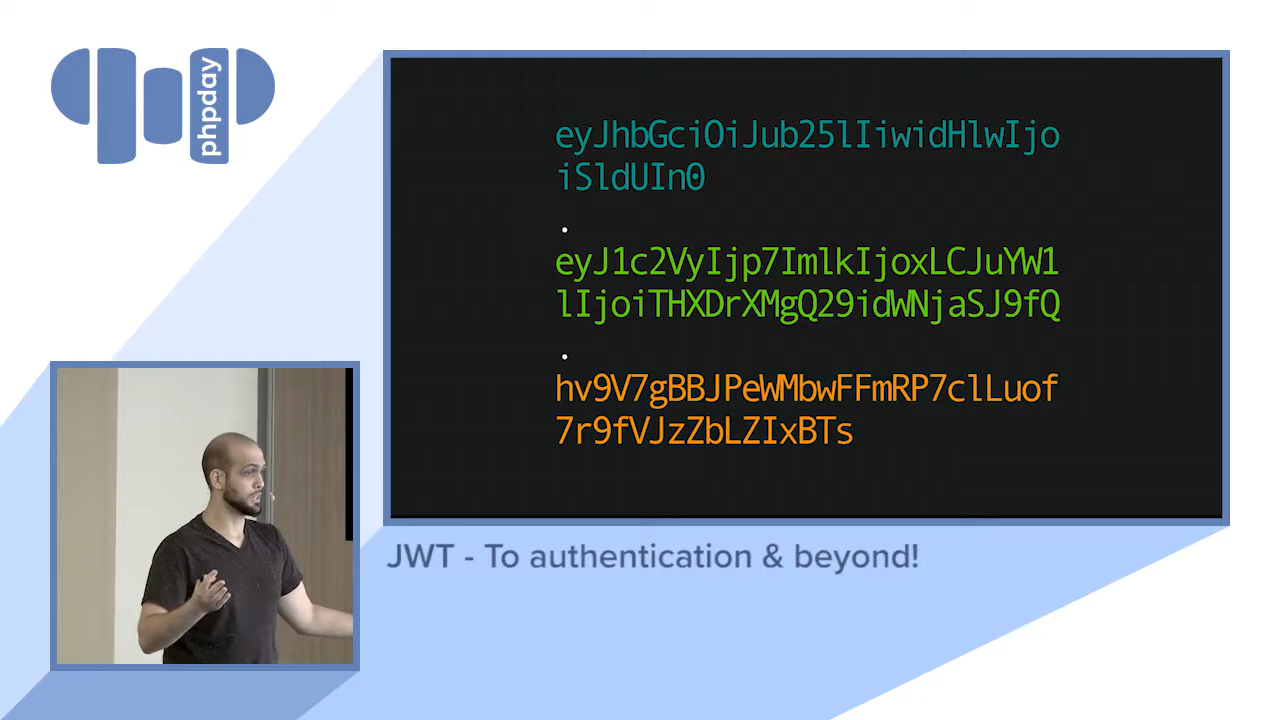 phpday
eyJhbGciOiJub25lIiwidHlwIjo
iSldUIn0
.
eyJ1c2VyIjp7ImlkIjoxLCJuYW1
lIjoiTHXDrXMgQ29idWNjaSJ9fQ
.
hv9V7gBBJPeWMbwFFmRP7clLuof
7r9fVJzZbLZIxBTs
JWT - To authentication & beyond!